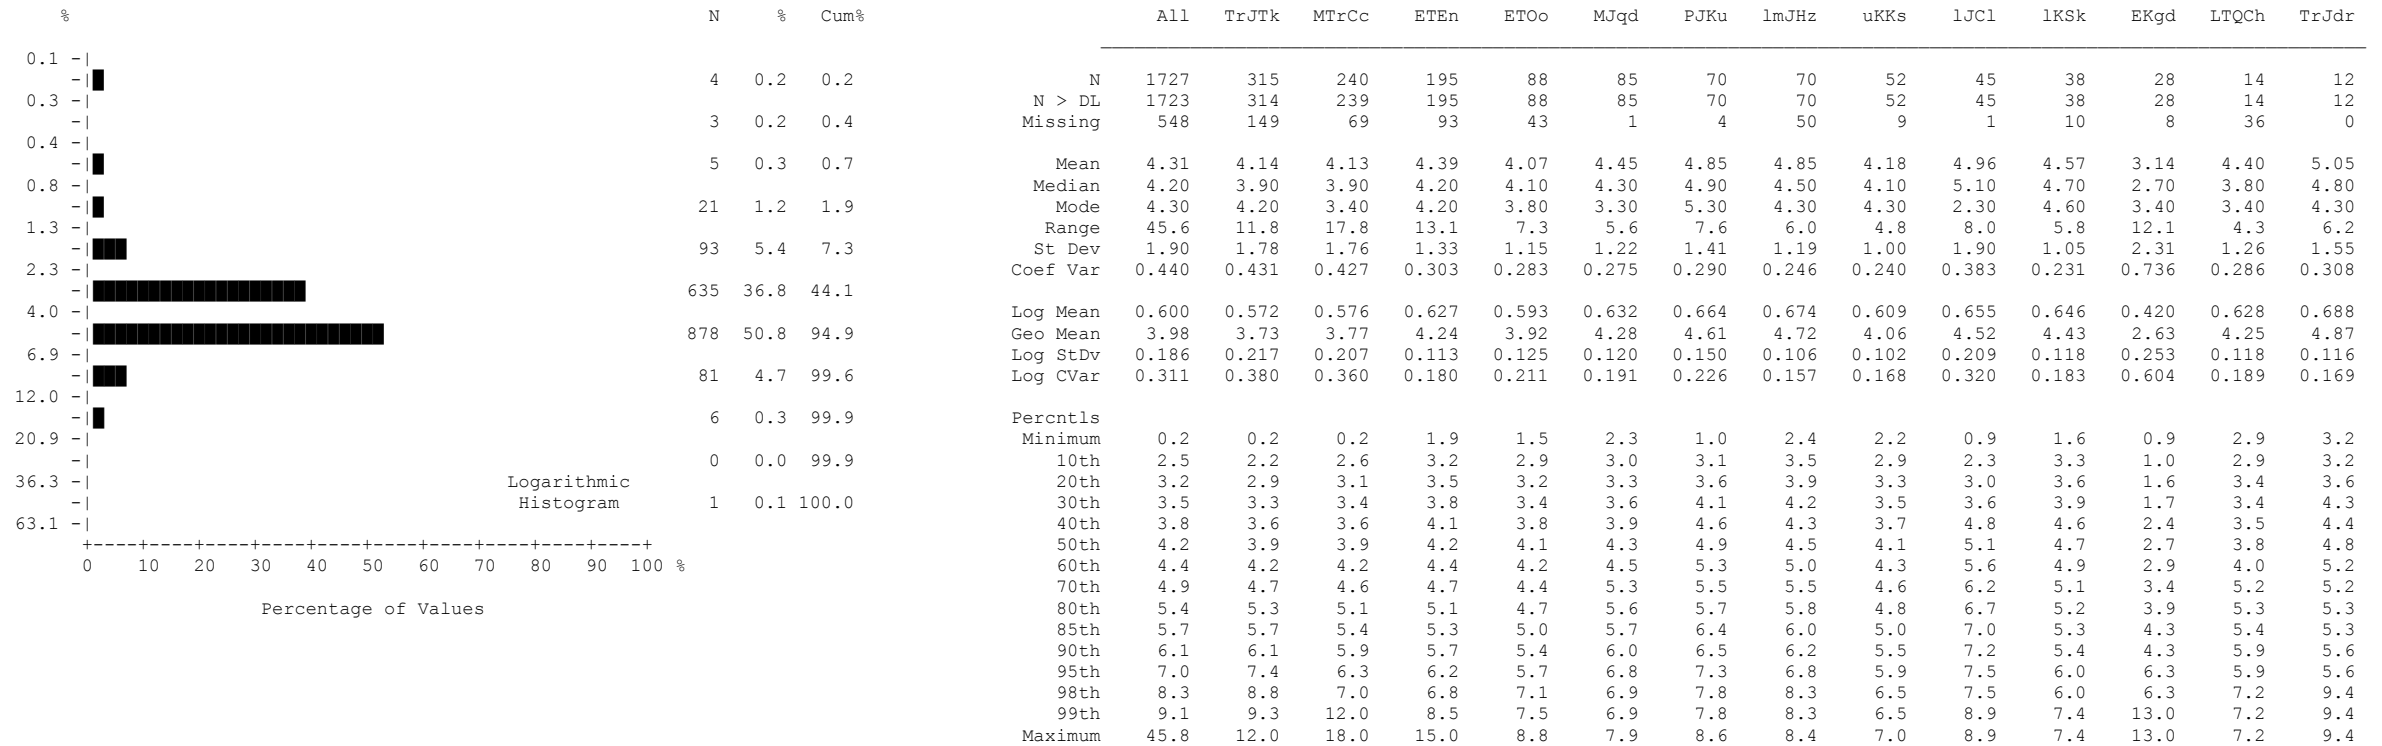 % N % Cum% All TrJTk MTrCc ETEn ETOo MJqd PJKu lmJHz uKKs lJCl lKSk EKgd LTQCh TrJdr
0.1 -|
-| 4 0.2 0.2 N 1727 315 240 195 88 85 70 70 52 45 38 28 14 12
0.3 -| N > DL 1723 314 239 195 88 85 70 70 52 45 38 28 14 12
-| 3 0.2 0.4 Missing 548 149 69 93 43 1 4 50 9 1 10 8 36 0
0.4 -|
-| 5 0.3 0.7 Mean 4.31 4.14 4.13 4.39 4.07 4.45 4.85 4.85 4.18 4.96 4.57 3.14 4.40 5.05
0.8 -| Median 4.20 3.90 3.90 4.20 4.10 4.30 4.90 4.50 4.10 5.10 4.70 2.70 3.80 4.80
-| 21 1.2 1.9 Mode 4.30 4.20 3.40 4.20 3.80 3.30 5.30 4.30 4.30 2.30 4.60 3.40 3.40 4.30
1.3 -| Range 45.6 11.8 17.8 13.1 7.3 5.6 7.6 6.0 4.8 8.0 5.8 12.1 4.3 6.2
-| 93 5.4 7.3 St Dev 1.90 1.78 1.76 1.33 1.15 1.22 1.41 1.19 1.00 1.90 1.05 2.31 1.26 1.55
2.3 -| Coef Var 0.440 0.431 0.427 0.303 0.283 0.275 0.290 0.246 0.240 0.383 0.231 0.736 0.286 0.308
-| 635 36.8 44.1
4.0 -| Log Mean 0.600 0.572 0.576 0.627 0.593 0.632 0.664 0.674 0.609 0.655 0.646 0.420 0.628 0.688
-| 878 50.8 94.9 Geo Mean 3.98 3.73 3.77 4.24 3.92 4.28 4.61 4.72 4.06 4.52 4.43 2.63 4.25 4.87
6.9 -| Log StDv 0.186 0.217 0.207 0.113 0.125 0.120 0.150 0.106 0.102 0.209 0.118 0.253 0.118 0.116
-| 81 4.7 99.6 Log CVar 0.311 0.380 0.360 0.180 0.211 0.191 0.226 0.157 0.168 0.320 0.183 0.604 0.189 0.169
12.0 -|
-| 6 0.3 99.9 Percntls
20.9 -| Minimum 0.2 0.2 0.2 1.9 1.5 2.3 1.0 2.4 2.2 0.9 1.6 0.9 2.9 3.2
-| 0 0.0 99.9 10th 2.5 2.2 2.6 3.2 2.9 3.0 3.1 3.5 2.9 2.3 3.3 1.0 2.9 3.2
36.3 -| Logarithmic 20th 3.2 2.9 3.1 3.5 3.2 3.3 3.6 3.9 3.3 3.0 3.6 1.6 3.4 3.6
-| Histogram 1 0.1 100.0 30th 3.5 3.3 3.4 3.8 3.4 3.6 4.1 4.2 3.5 3.6 3.9 1.7 3.4 4.3
63.1 -| 40th 3.8 3.6 3.6 4.1 3.8 3.9 4.6 4.3 3.7 4.8 4.6 2.4 3.5 4.4
+----+----+----+----+----+----+----+----+----+----+ 50th 4.2 3.9 3.9 4.2 4.1 4.3 4.9 4.5 4.1 5.1 4.7 2.7 3.8 4.8
0 10 20 30 40 50 60 70 80 90 100 % 60th 4.4 4.2 4.2 4.4 4.2 4.5 5.3 5.0 4.3 5.6 4.9 2.9 4.0 5.2
70th 4.9 4.7 4.6 4.7 4.4 5.3 5.5 5.5 4.6 6.2 5.1 3.4 5.2 5.2
Percentage of Values 80th 5.4 5.3 5.1 5.1 4.7 5.6 5.7 5.8 4.8 6.7 5.2 3.9 5.3 5.3
85th 5.7 5.7 5.4 5.3 5.0 5.7 6.4 6.0 5.0 7.0 5.3 4.3 5.4 5.3
90th 6.1 6.1 5.9 5.7 5.4 6.0 6.5 6.2 5.5 7.2 5.4 4.3 5.9 5.6
95th 7.0 7.4 6.3 6.2 5.7 6.8 7.3 6.8 5.9 7.5 6.0 6.3 5.9 5.6
98th 8.3 8.8 7.0 6.8 7.1 6.9 7.8 8.3 6.5 7.5 6.0 6.3 7.2 9.4
99th 9.1 9.3 12.0 8.5 7.5 6.9 7.8 8.3 6.5 8.9 7.4 13.0 7.2 9.4
Maximum 45.8 12.0 18.0 15.0 8.8 7.9 8.6 8.4 7.0 8.9 7.4 13.0 7.2 9.4